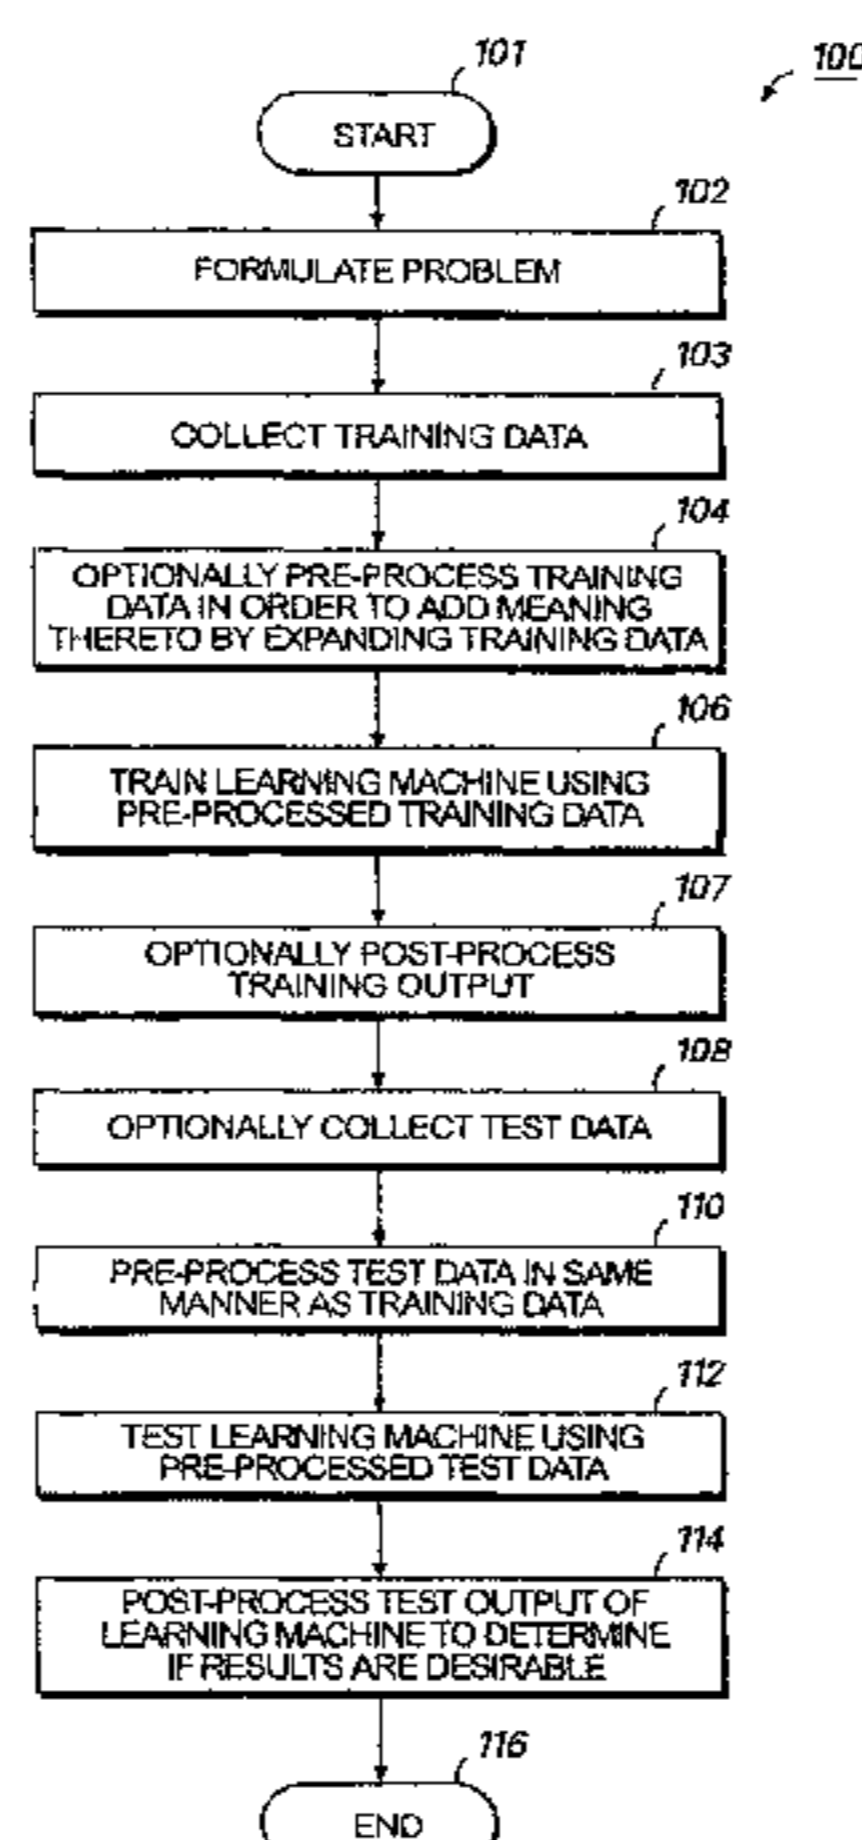 101
100
START
102
FORMULATE PROBLEM
103
COLLECT TRAINING DATA
104
OPTIONALLY PRE-PROCESS TRAINING
DATA IN ORDER TO ADD MEANING
THERETO BY EXPANDING TRAINING DATA
106
TRAIN LEARNING MACHINE USING
PRE-PROCESSED TRAINING DATA
107
OPTIONALLY POST-PROCESS
TRAINING OUTPUT
108
OPTIONALLY COLLECT TEST DATA
110
PRE-PROCESS TEST DATA IN SAME
MANNER AS TRAINING DATA
112
TEST LEARNING MACHINE USING
PRE-PROCESSED TEST DATA
114
POST-PROCESS TEST OUTPUT OF
LEARNING MACHINE TO DETERMINE
IF RESULTS ARE DESIRABLE
116
END